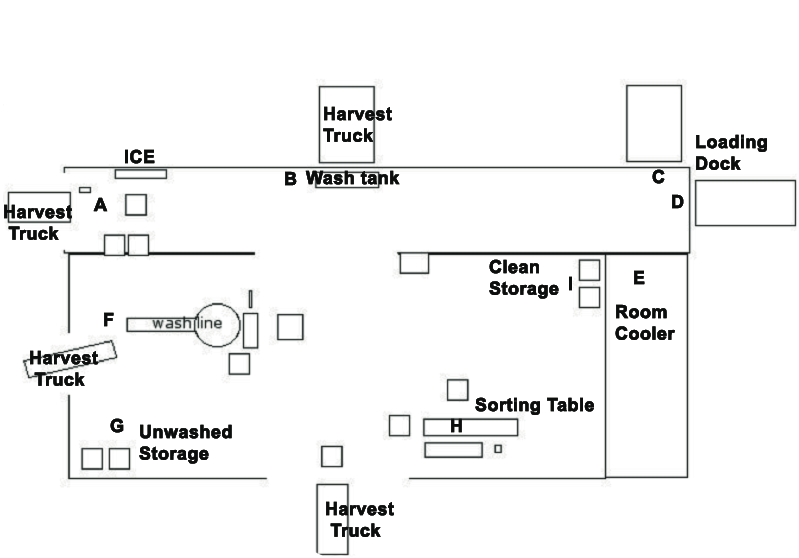 Harvest
Truck
ICE
Loading
Dock
B
Wash tank
C
D
A
Harvest
Truck
Clean
Storage
I
E
Room
Cooler
F
wash line
Harvest
Truck
Sorting Table
H
G
Unwashed
Storage
Harvest
Truck